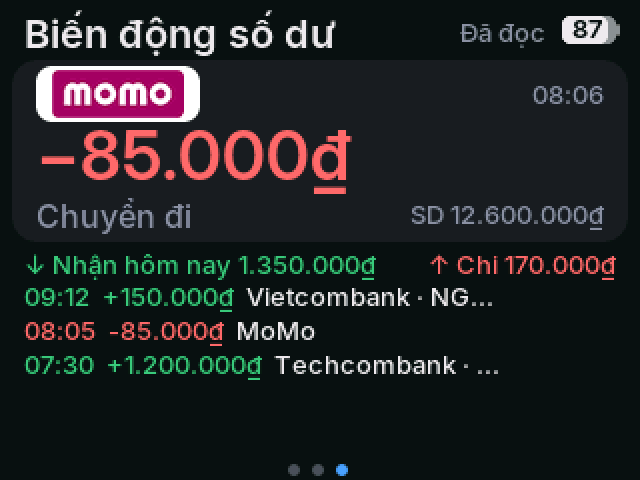 Biến động số dư
Đã đọc
87
momo
08:06
−85.000₫
Chuyển đi
SD 12.600.000₫
↓ Nhận hôm nay 1.350.000₫
↑ Chi 170.000₫
09:12 +150.000₫ Vietcombank · NG...
08:05 -85.000₫ MoMo
07:30 +1.200.000₫ Techcombank · ...